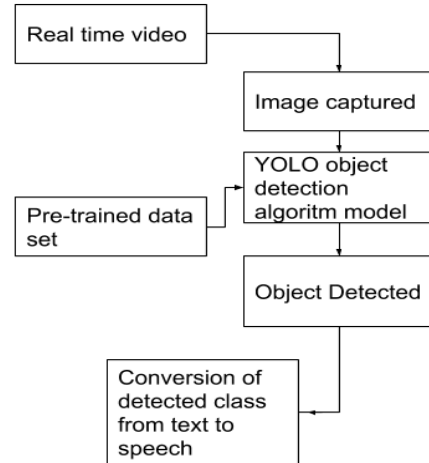 Real time video
Image captured
YOLO object
detection
algoritm model
Pre-trained data
set
Object Detected
Conversion of
detected class
from text to
speech